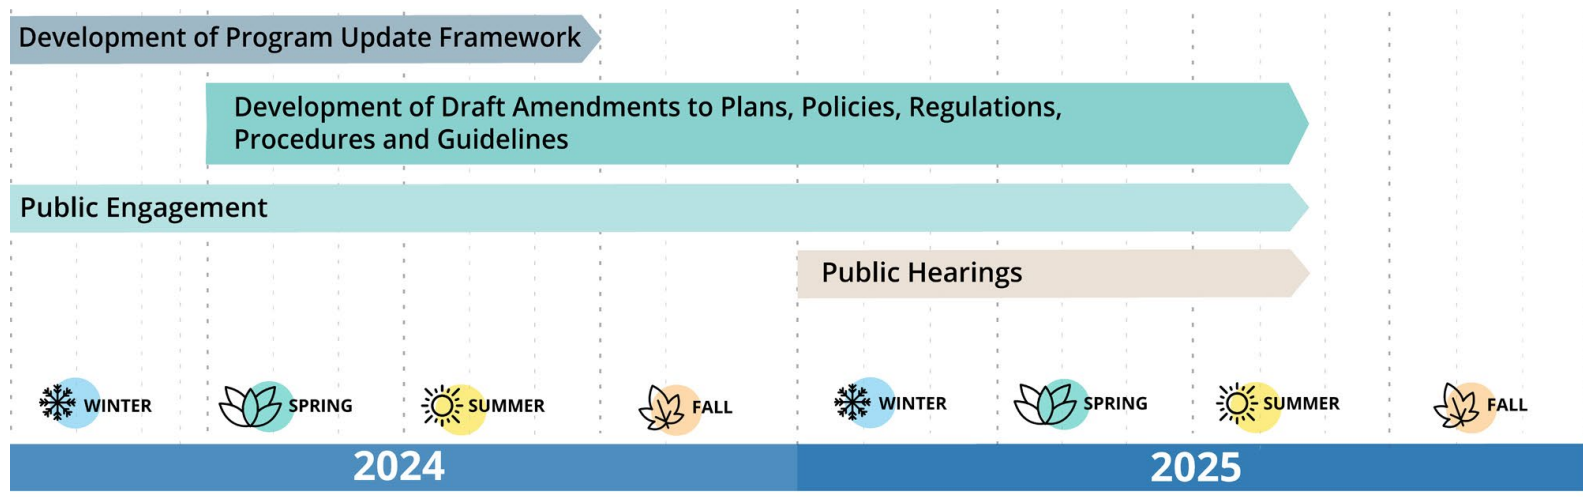 Development of Program Update Framework
Development of Draft Amendments to Plans, Policies, Regulations,
Procedures and Guidelines
Public Engagement
Public Hearings
WINTER
SPRING
SUMMER
FALL
WINTER
SPRING
SUMMER
FALL
2024
2025